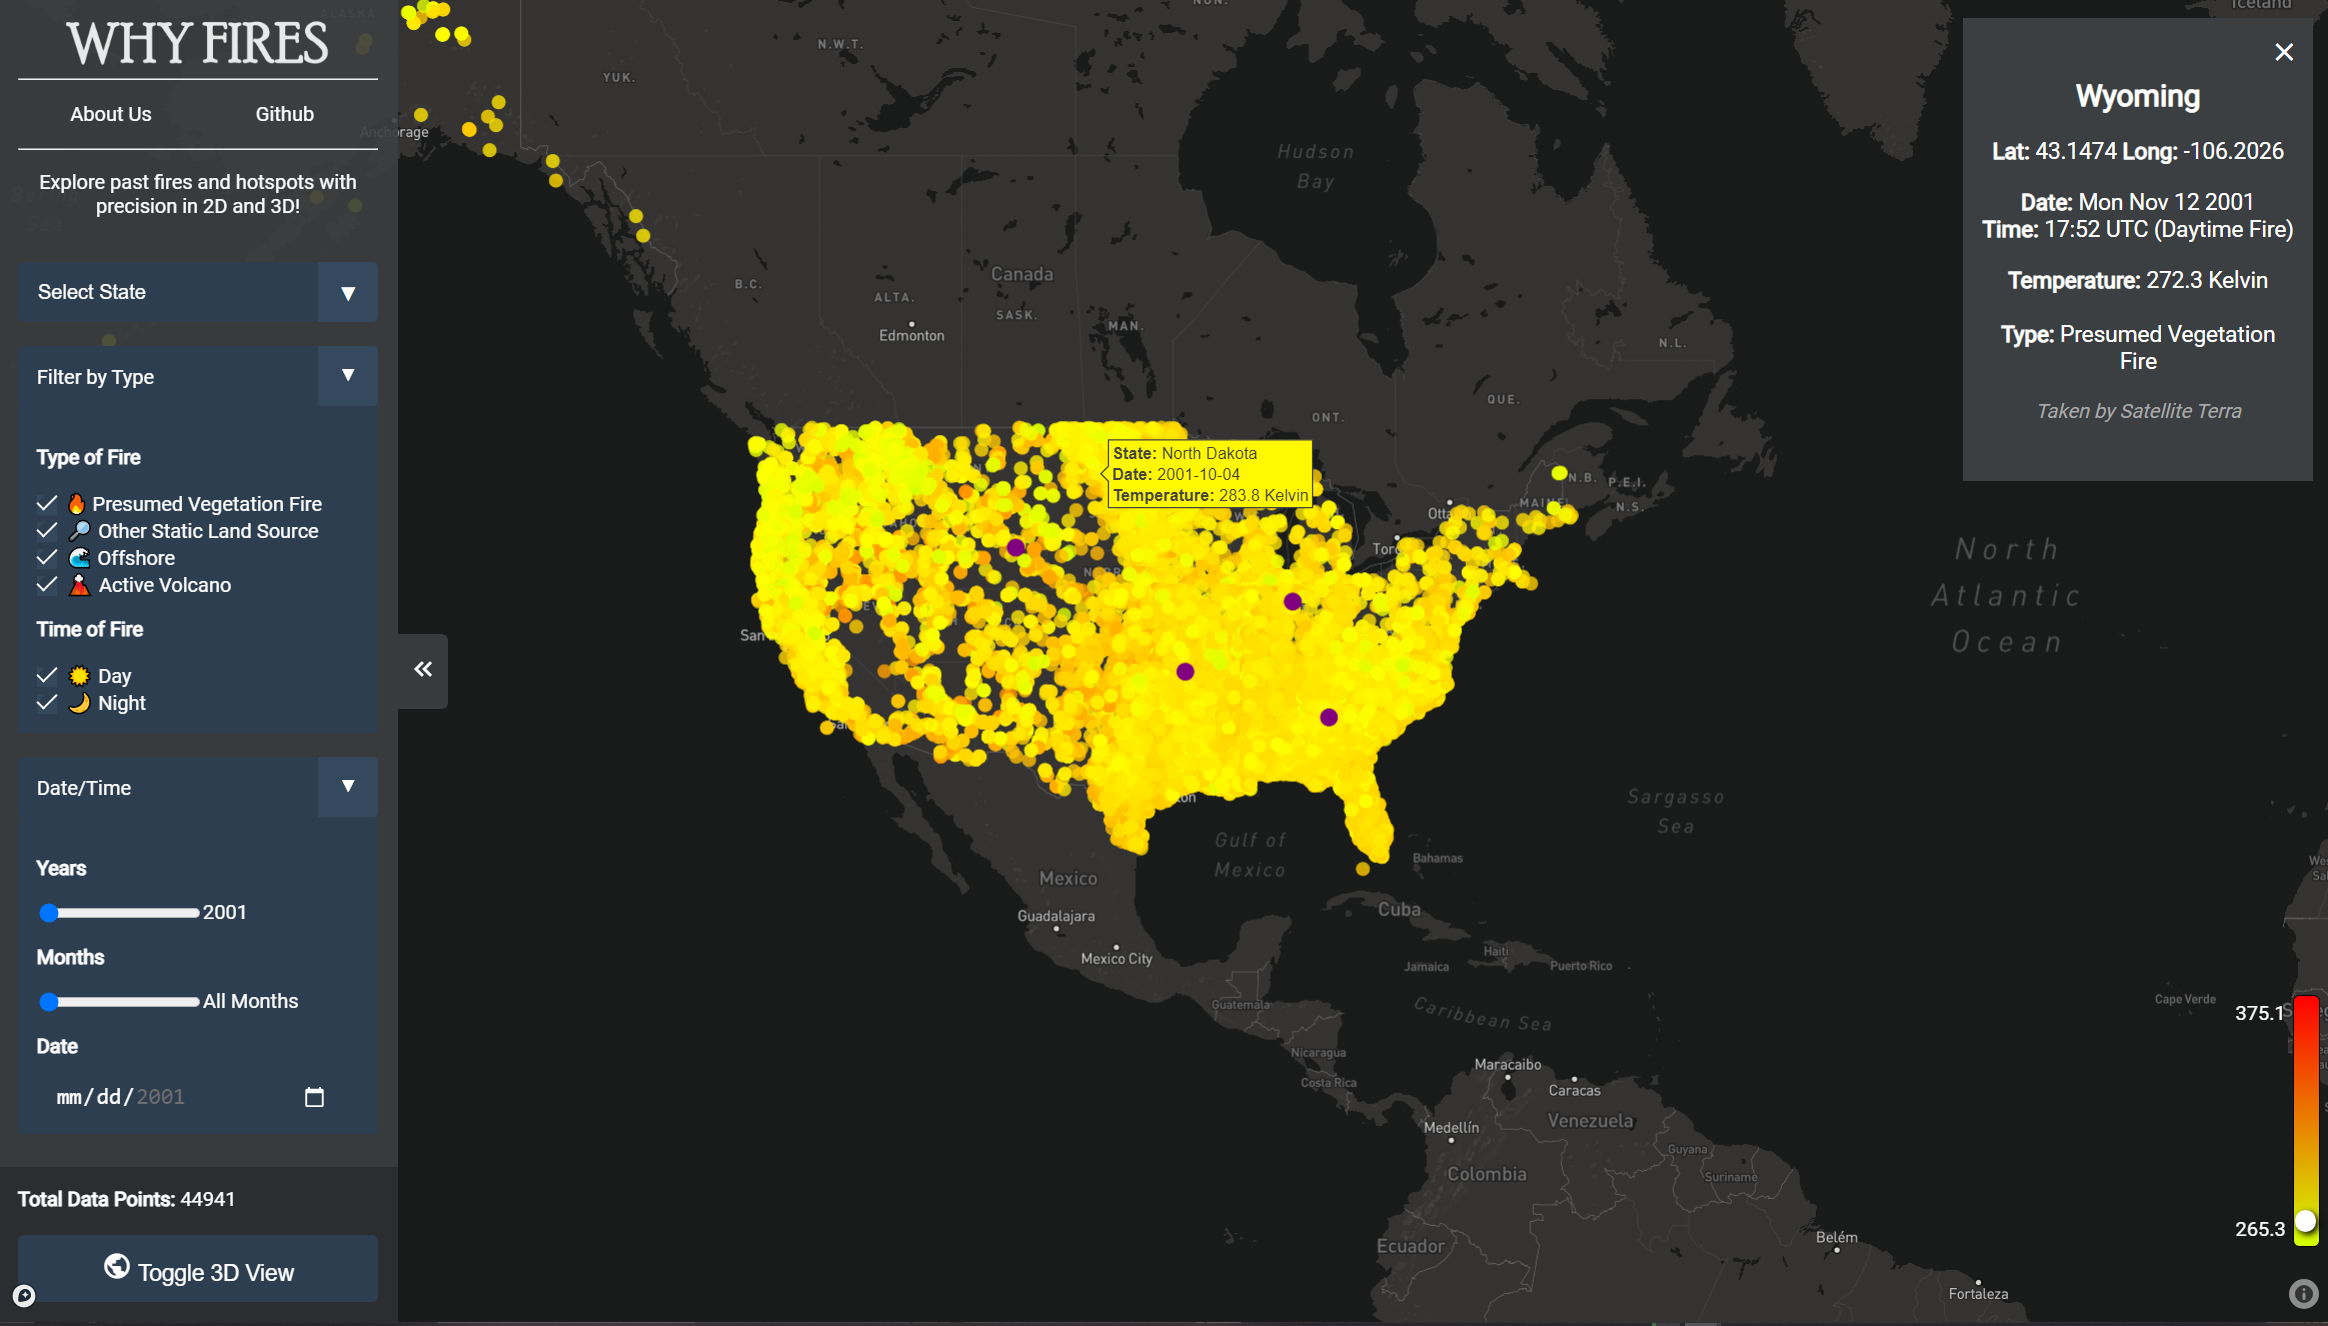 WHY FIRES
About Us
Github
Explore past fires and hotspots with
precision in 2D and 3D!
Select State
Filter by Type
Type of Fire
Presumed Vegetation Fire
Other Static Land Source
Offshore
Active Volcano
Time of Fire
Day
Night
Date/Time
Years
2001
Months
All Months
Date
mm/dd/2001
Total Data Points: 44941
Toggle 3D View
ALASKA
Anchorage
YUK.
N.W.T.
NUN.
Iceland
Hudson
Bay
Canada
B.C.
ALTA.
SASK.
MAN.
Edmonton
ONT.
QUE.
N.L.
N.B.
P.E.I.
N.S.
MAINE
State: North Dakota
Date: 2001-10-04
Temperature: 283.8 Kelvin
North
Atlantic
Ocean
Sargasso
Sea
Gulf of
Mexico
Bahamas
Mexico
Guadalajara
Mexico City
Cuba
Haiti
Jamaica
Puerto Rico
Guatemala
Caribbean Sea
Nicaragua
Costa Rica
Maracaibo
Caracas
Venezuela
Medellín
Colombia
Guyana
Suriname
Ecuador
Belém
Fortaleza
Cape Verde
Wyoming
Lat: 43.1474 Long: -106.2026
Date: Mon Nov 12 2001
Time: 17:52 UTC (Daytime Fire)
Temperature: 272.3 Kelvin
Type: Presumed Vegetation
Fire
Taken by Satellite Terra
375.1
265.3